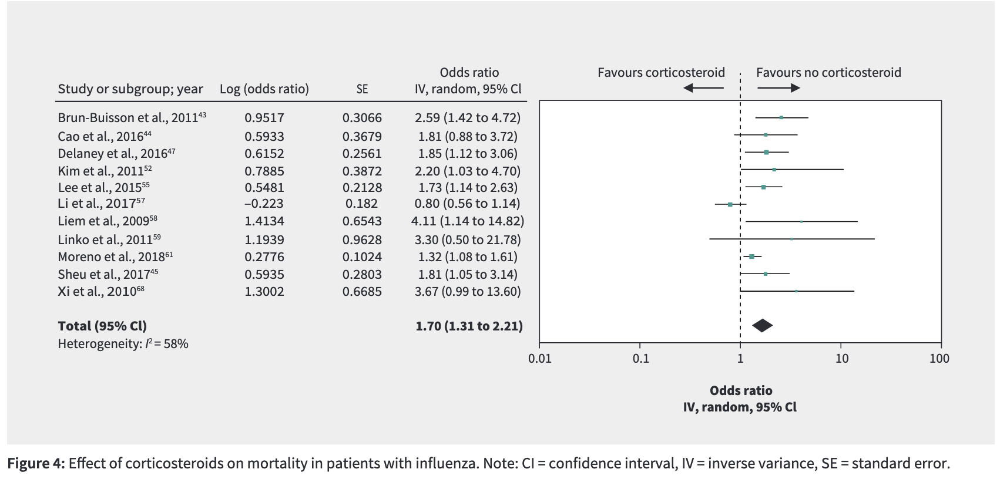 Odds ratio Favours corticosteroid Favours no corticosteroid
Study or subgroup; year Log (odds ratio) SE IV, random, 95% CI
Brun-Buisson et al., 2011⁴³ 0.9517 0.3066 2.59 (1.42 to 4.72)
Cao et al., 2016⁴⁴ 0.5933 0.3679 1.81 (0.88 to 3.72)
Delaney et al., 2016⁴⁷ 0.6152 0.2561 1.85 (1.12 to 3.06)
Kim et al., 2011⁵² 0.7885 0.3872 2.20 (1.03 to 4.70)
Lee et al., 2015⁵⁵ 0.5481 0.2128 1.73 (1.14 to 2.63)
Li et al., 2017⁵⁷ –0.223 0.182 0.80 (0.56 to 1.14)
Liem et al., 2009⁵⁸ 1.4134 0.6543 4.11 (1.14 to 14.82)
Linko et al., 2011⁵⁹ 1.1939 0.9628 3.30 (0.50 to 21.78)
Moreno et al., 2018⁶¹ 0.2776 0.1024 1.32 (1.08 to 1.61)
Sheu et al., 2017⁴⁵ 0.5935 0.2803 1.81 (1.05 to 3.14)
Xi et al., 2010⁶⁸ 1.3002 0.6685 3.67 (0.99 to 13.60)
Total (95% CI) 1.70 (1.31 to 2.21)
Heterogeneity: I² = 58%
0.01 0.1 1 10 100
Odds ratio
IV, random, 95% CI
Figure 4: Effect of corticosteroids on mortality in patients with influenza. Note: CI = confidence interval, IV = inverse variance, SE = standard error.